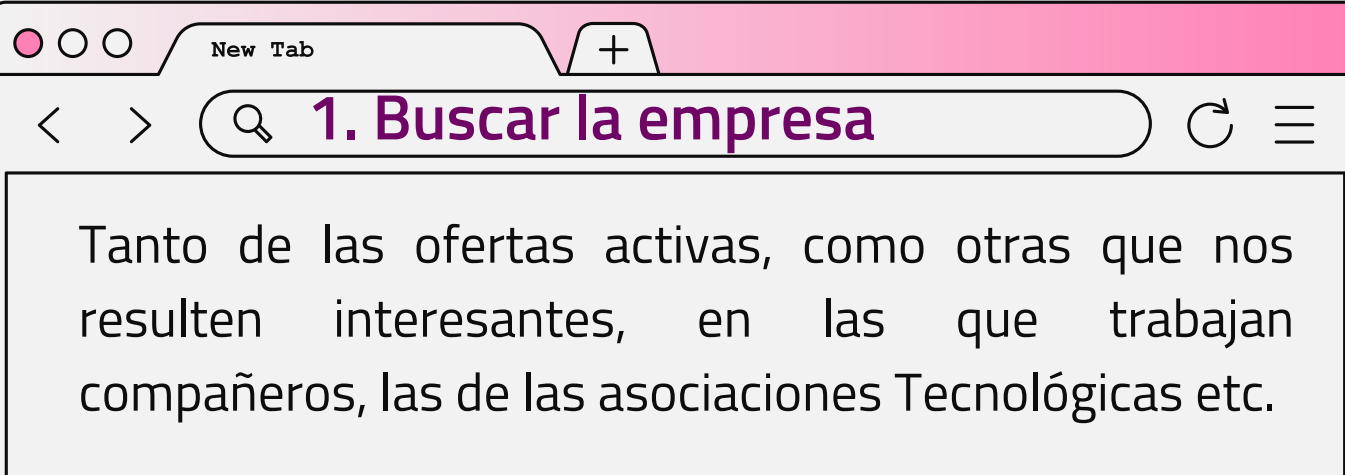 New Tab
1. Buscar la empresa
Tanto de las ofertas activas, como otras que nos
resulten interesantes, en las que trabajan
compañeros, las de las asociaciones Tecnológicas etc.